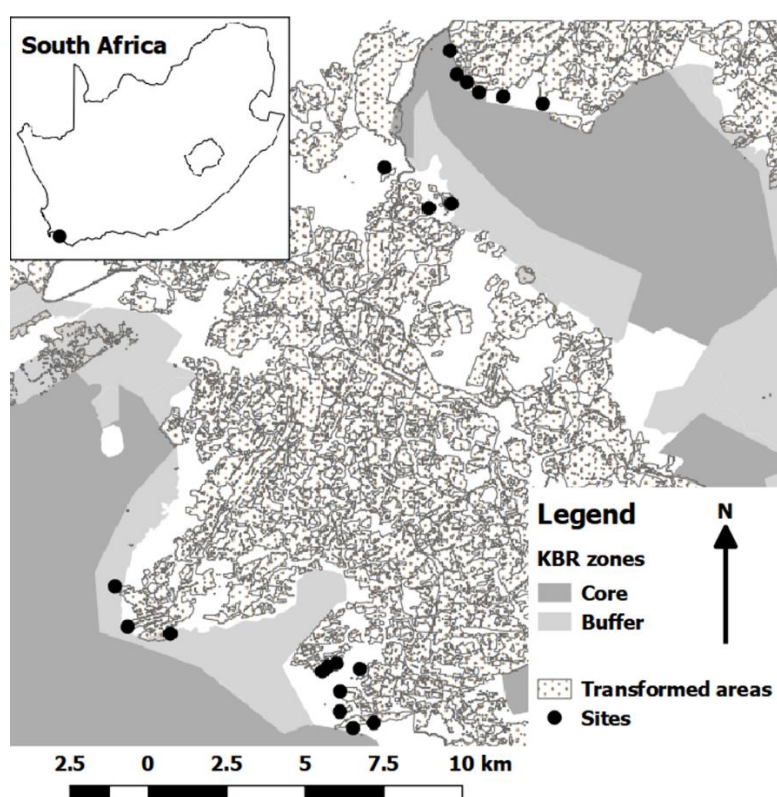 South Africa
Legend
N
KBR zones
Core
Buffer
Transformed areas
Sites
2.5 0 2.5 5 7.5 10 km